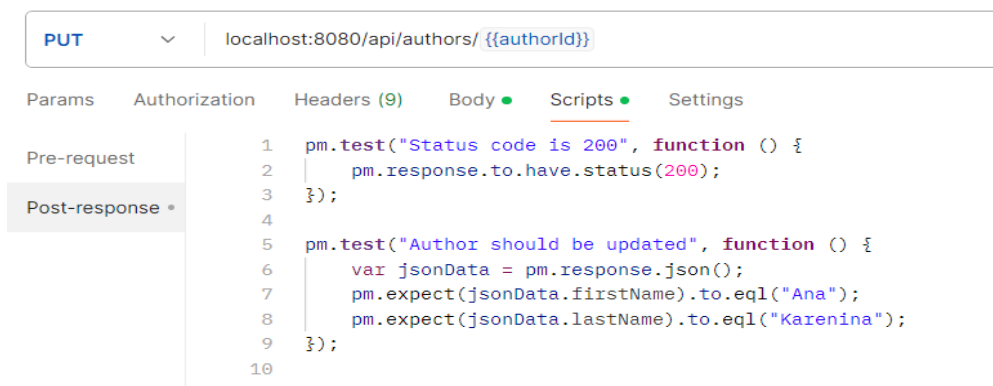 PUT localhost:8080/api/authors/ {{authorId}}
Params Authorization Headers (9) Body Scripts Settings
Pre-request
Post-response
1 pm.test("Status code is 200", function () {
2 pm.response.to.have.status(200);
3 });
4
5 pm.test("Author should be updated", function () {
6 var jsonData = pm.response.json();
7 pm.expect(jsonData.firstName).to.eql("Ana");
8 pm.expect(jsonData.lastName).to.eql("Karenina");
9 });
10